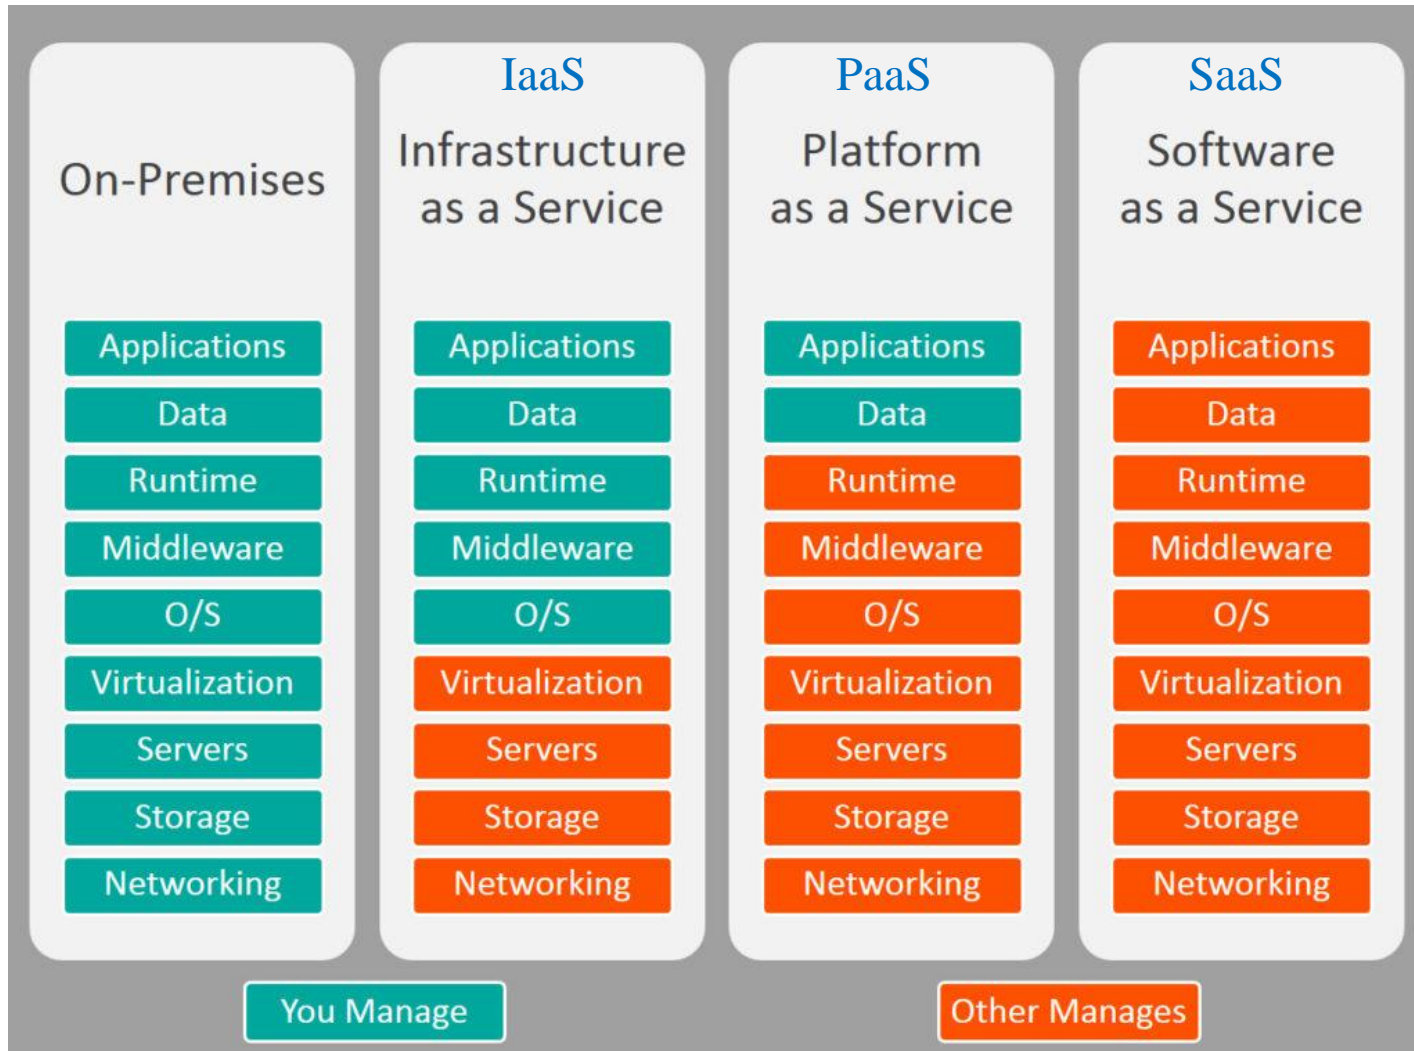 On-Premises
Applications
Data
Runtime
Middleware
O/S
Virtualization
Servers
Storage
Networking
IaaS
Infrastructure
as a Service
Applications
Data
Runtime
Middleware
O/S
Virtualization
Servers
Storage
Networking
PaaS
Platform
as a Service
Applications
Data
Runtime
Middleware
O/S
Virtualization
Servers
Storage
Networking
SaaS
Software
as a Service
Applications
Data
Runtime
Middleware
O/S
Virtualization
Servers
Storage
Networking
You Manage
Other Manages